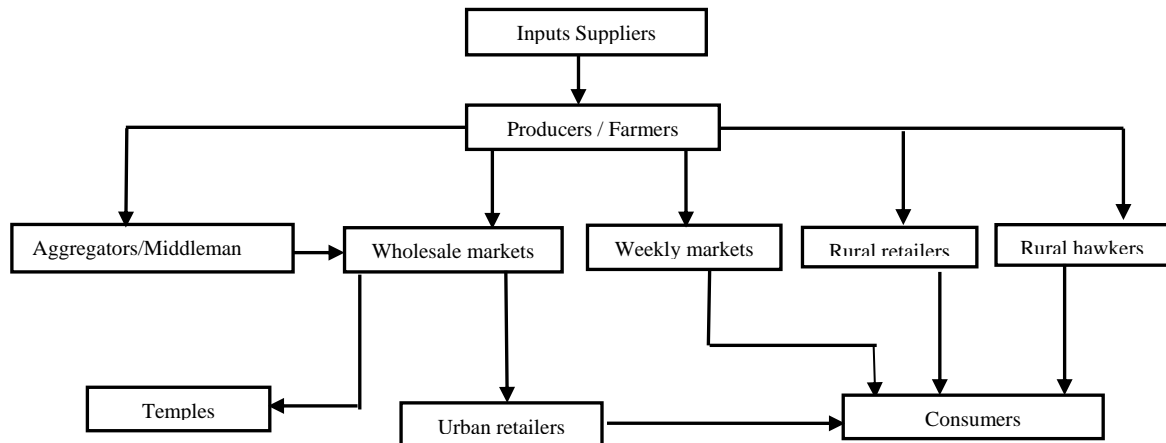 Inputs Suppliers
Producers / Farmers
Aggregators/Middleman
Wholesale markets
Weekly markets
Rural retailers
Rural hawkers
Temples
Urban retailers
Consumers